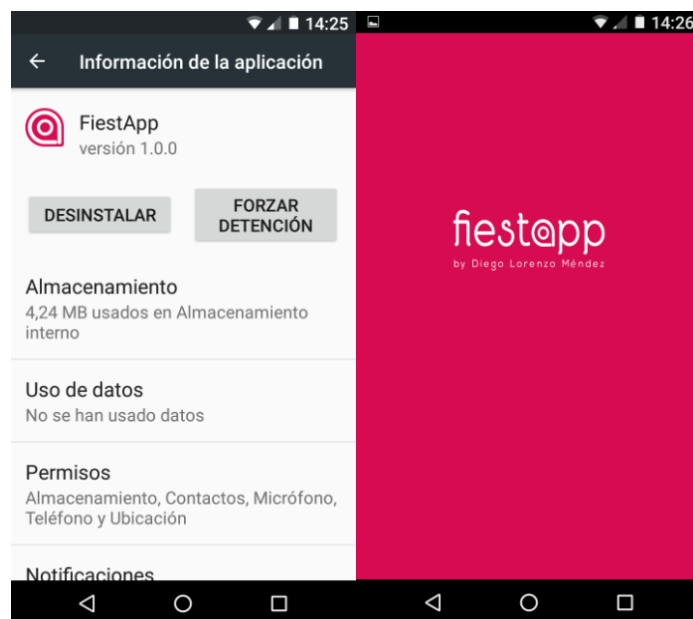 14:25
Información de la aplicación
FiestApp
versión 1.0.0
DESINSTALAR
FORZAR
DETENCIÓN
Almacenamiento
4,24 MB usados en Almacenamiento
interno
Uso de datos
No se han usado datos
Permisos
Almacenamiento, Contactos, Micrófono,
Teléfono y Ubicación
Notificaciones
14:26
fiestapp
by Diego Lorenzo Méndez